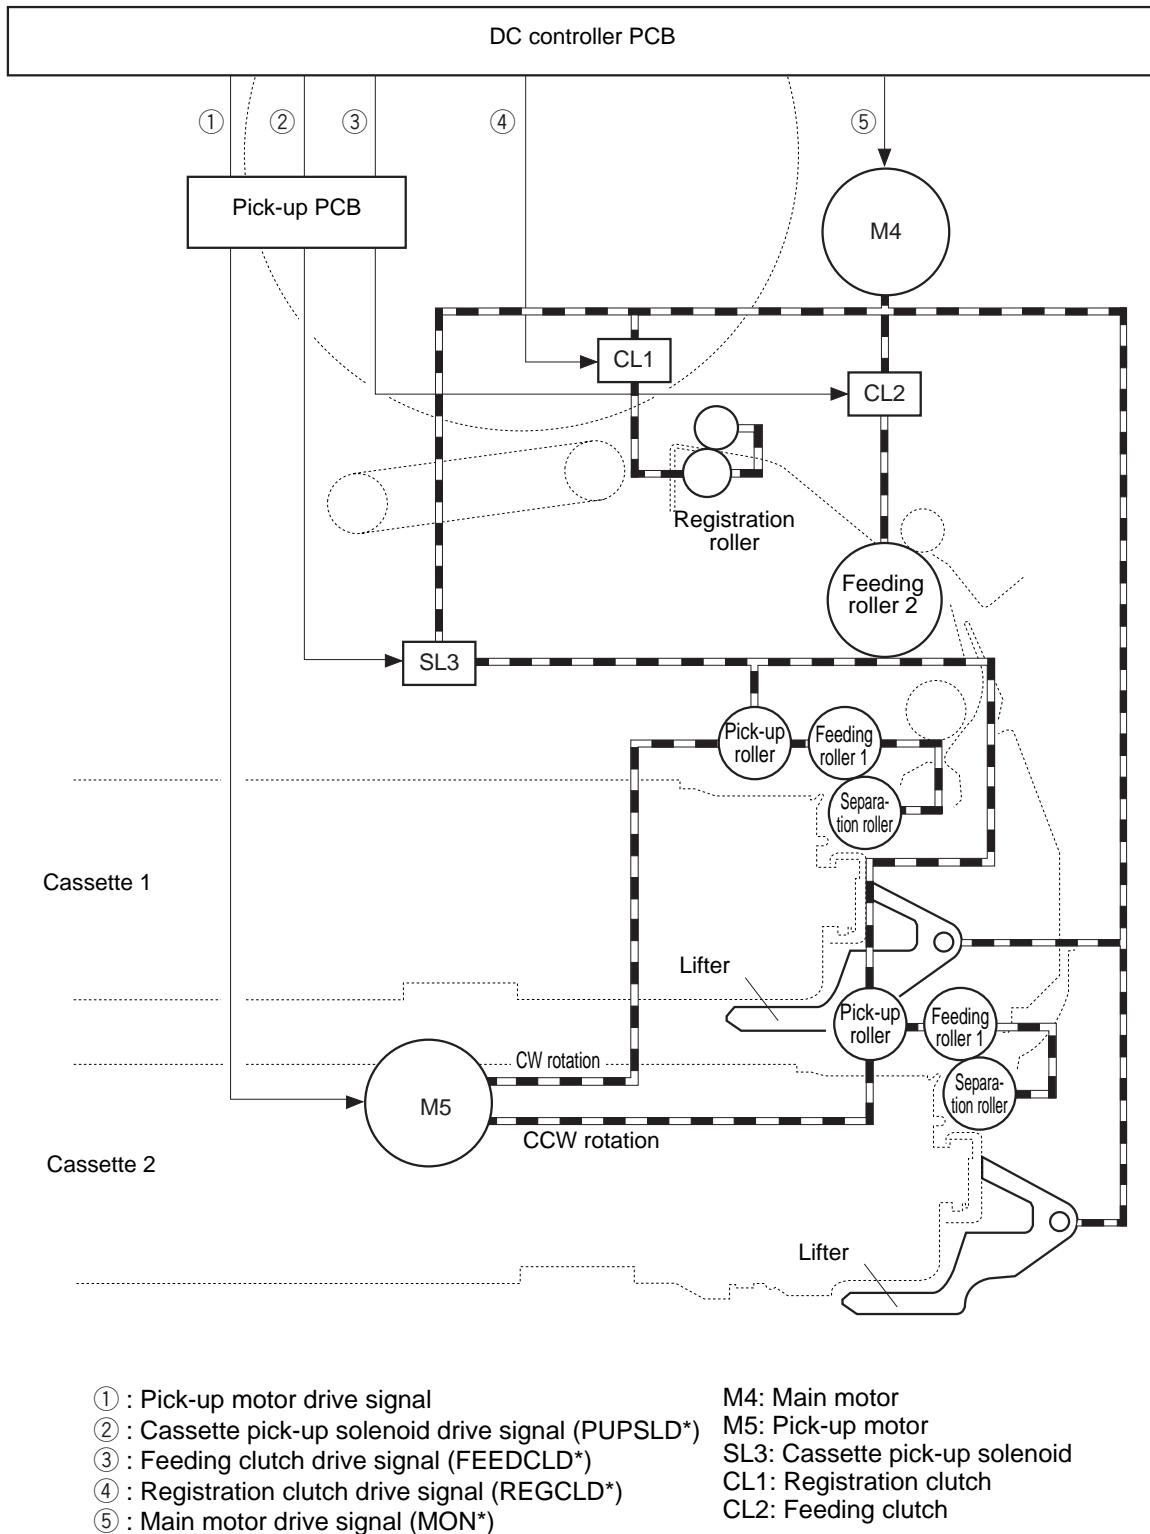 DC controller PCB
① ② ③ ④ ⑤
Pick-up PCB
M4
CL1
CL2
Registration
roller
Feeding
roller 2
SL3
Pick-up
roller
Feeding
roller 1
Separa-
tion roller
Cassette 1
Lifter
Pick-up
roller
Feeding
roller 1
CW rotation
Separa-
tion roller
M5
CCW rotation
Cassette 2
Lifter
① : Pick-up motor drive signal
② : Cassette pick-up solenoid drive signal (PUPSLD*)
③ : Feeding clutch drive signal (FEEDCLD*)
④ : Registration clutch drive signal (REGCLD*)
⑤ : Main motor drive signal (MON*)
M4: Main motor
M5: Pick-up motor
SL3: Cassette pick-up solenoid
CL1: Registration clutch
CL2: Feeding clutch